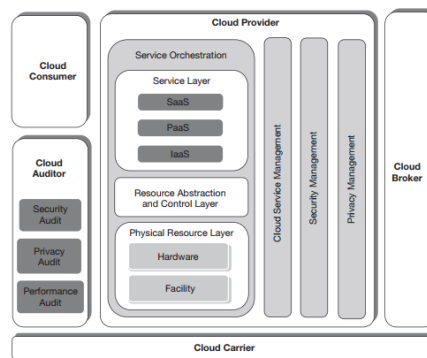 Cloud
Consumer
Cloud
Auditor
Security
Audit
Privacy
Audit
Performance
Audit
Cloud Provider
Service Orchestration
Service Layer
SaaS
PaaS
IaaS
Resource Abstraction
and Control Layer
Physical Resource Layer
Hardware
Facility
Cloud Service Management
Security Management
Privacy Management
Cloud
Broker
Cloud Carrier